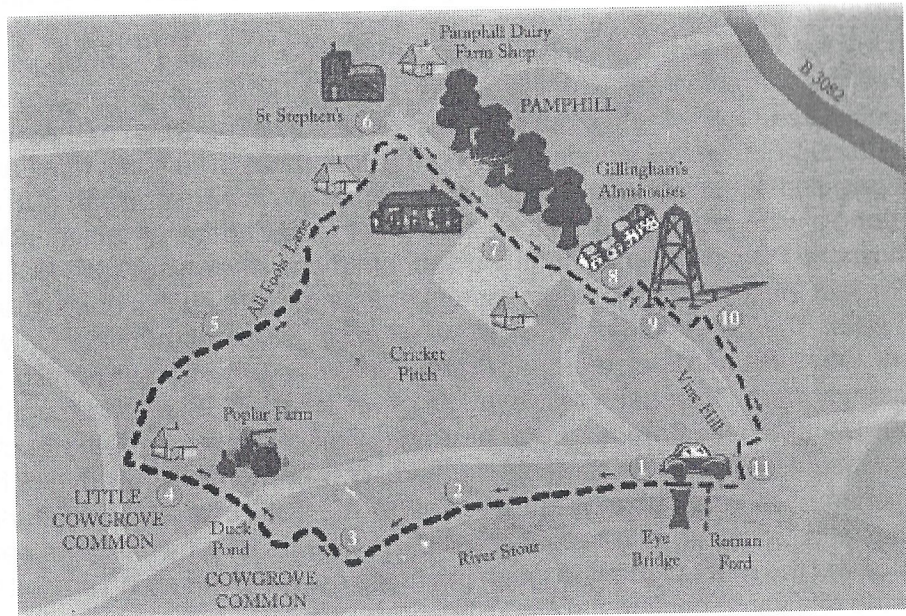 Pamphill Dairy
Farm Shop
B 3082
St Stephen's
PAMPHILL
6
Gillingham's
Almshouses
All Fools' Lane
7
8
5
9
10
Cricket
Pitch
Vine Hill
Poplar Farm
1
11
4
2
LITTLE
COWGROVE
COMMON
Duck
Pond
3
River Stour
Eye
Bridge
Roman
Ford
COWGROVE
COMMON